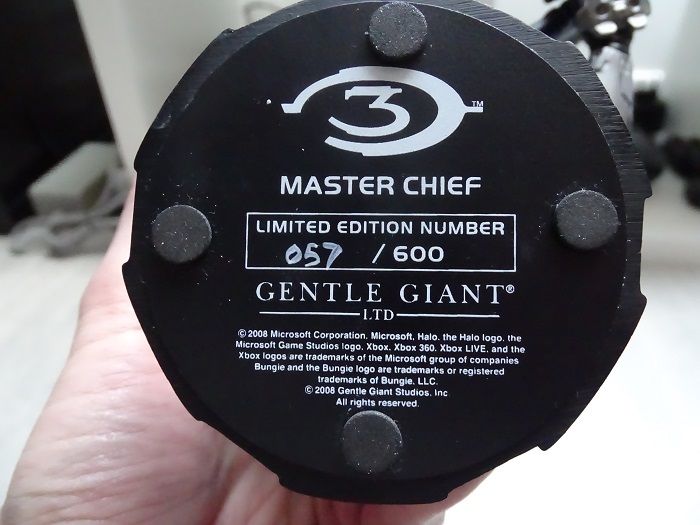 3 ™
MASTER CHIEF
LIMITED EDITION NUMBER
057 / 600
GENTLE GIANT®
LTD
© 2008 Microsoft Corporation. Microsoft, Halo, the Halo logo, the
Microsoft Game Studios logo, Xbox, Xbox 360, Xbox LIVE, and the
Xbox logos are trademarks of the Microsoft group of companies
Bungie and the Bungie logo are trademarks or registered
trademarks of Bungie, LLC.
© 2008 Gentle Giant Studios, Inc
All rights reserved.